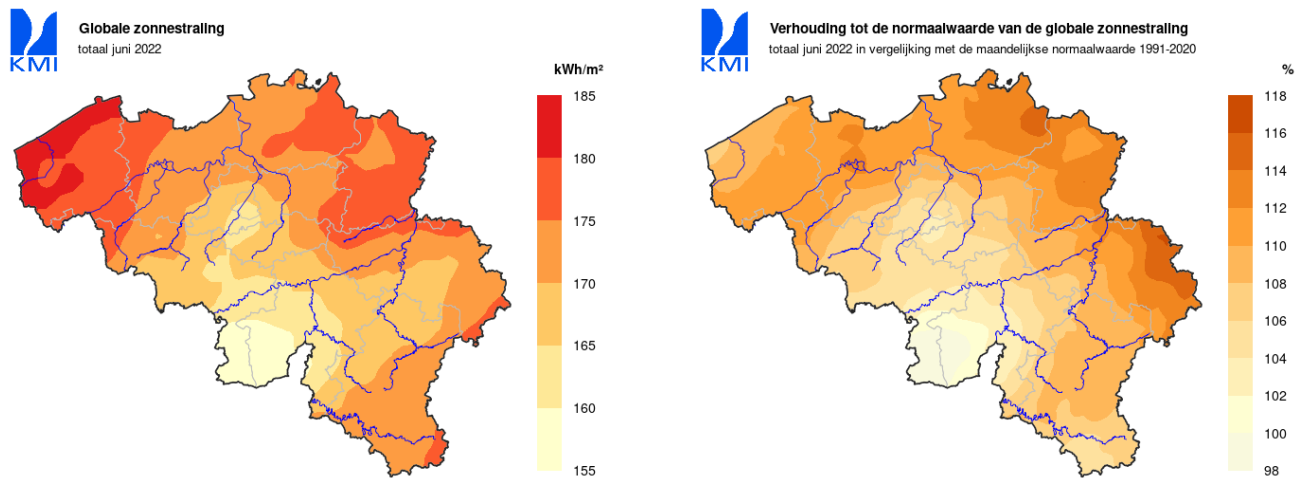 KMI
Globale zonnestraling
totaal juni 2022
kWh/m²
185
180
175
170
165
160
155
KMI
Verhouding tot de normaalwaarde van de globale zonnestraling
totaal juni 2022 in vergelijking met de maandelijkse normaalwaarde 1991-2020
%
118
116
114
112
110
108
106
104
102
100
98